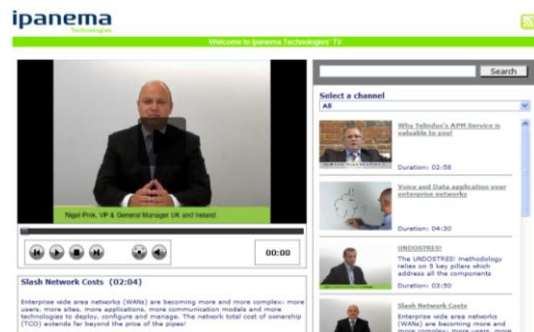 ipanema
Technologies
Welcome to Ipanema Technologies' TV
Search
Select a channel
All
Why Telindus's APM Service is
valuable to you!
Duration: 02:58
Voice and Data application over
enterprise networks
Duration: 04:30
UNDOSTRES!
The UNDOSTRES! methodology
relies on 5 key pillars which
address all the components
Duration: 03:50
Slash Network Costs
Enterprise wide area networks
(WANs) are becoming more and
more complex: more users, more
Nigel Pink, VP & General Manager UK and Ireland
00:00
Slash Network Costs (02:04)
Enterprise wide area networks (WANs) are becoming more and more complex: more
users, more sites, more applications, more communication models and more
technologies to deploy, configure and manage. The network total cost of ownership
(TCO) extends far beyond the price of the pipes!